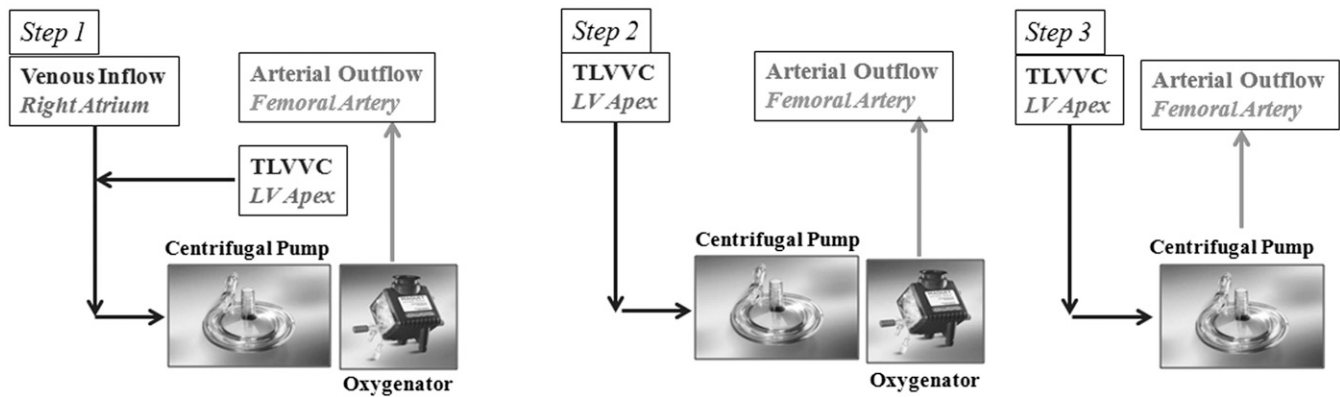 Step 1
Venous Inflow
Right Atrium
Arterial Outflow
Femoral Artery
TLVVC
LV Apex
Centrifugal Pump
Oxygenator
Step 2
TLVVC
LV Apex
Arterial Outflow
Femoral Artery
Centrifugal Pump
Oxygenator
Step 3
TLVVC
LV Apex
Arterial Outflow
Femoral Artery
Centrifugal Pump